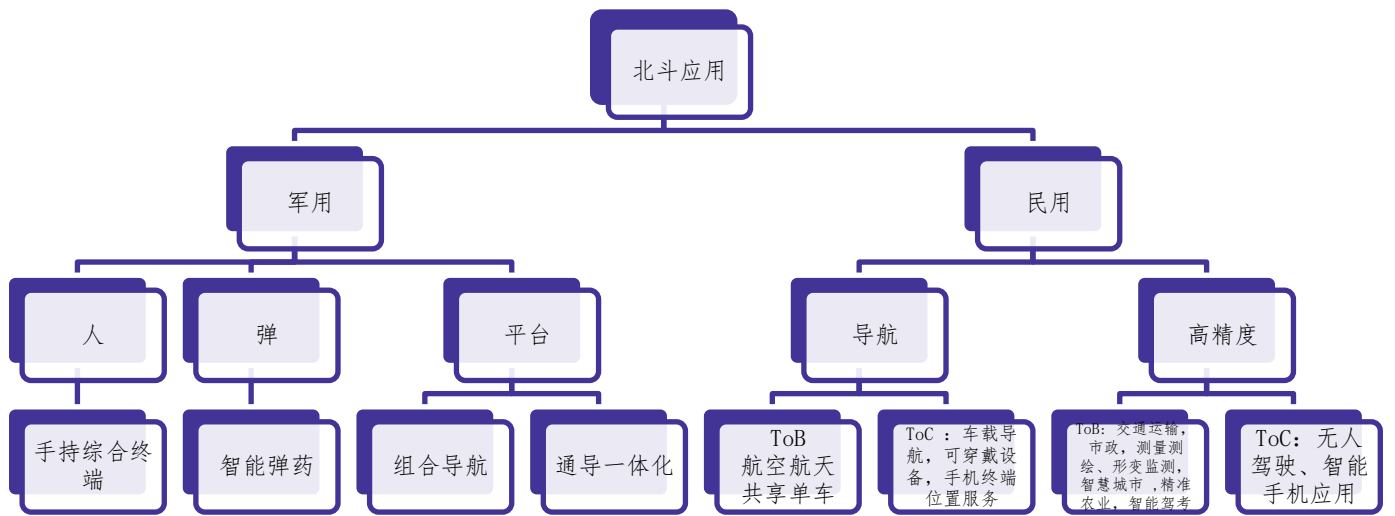 北斗应用
军用
民用
人
弹
平台
导航
高精度
手持综合终
端
智能弹药
组合导航
通导一体化
ToB
航空航天
共享单车
ToC ：车载导
航，可穿戴设
备，手机终端
位置服务
ToB: 交通运输，
市政，测量测
绘、形变监测，
智慧城市 ,精准
农业，智能驾考
ToC：无人
驾驶、智能
手机应用